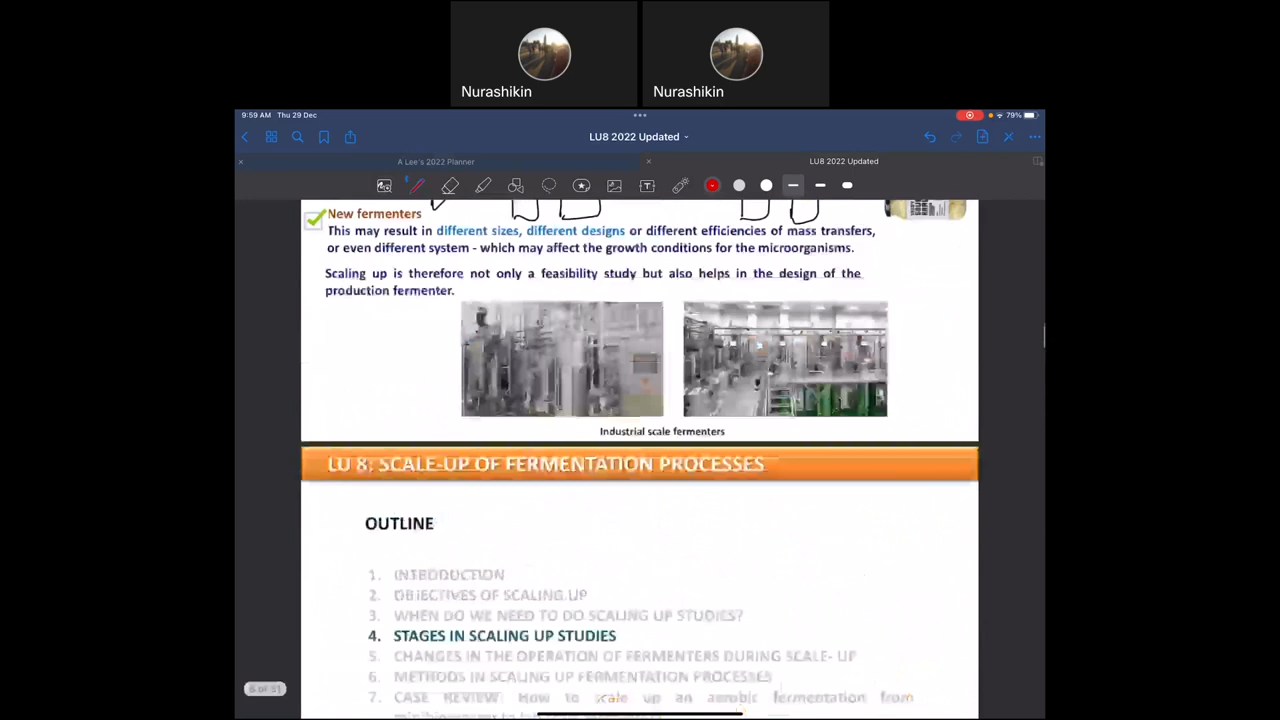 Nurashikin
Nurashikin
9:59 AM Thu 29 Dec
79%
LU8 2022 Updated
A Lee's 2022 Planner
LU8 2022 Updated
New fermenters
This may result in different sizes, different designs or different efficiencies of mass transfers,
or even different system - which may affect the growth conditions for the microorganisms.
Scaling up is therefore not only a feasibility study but also helps in the design of the
production fermenter.
Industrial scale fermenters
LU 8: SCALE-UP OF FERMENTATION PROCESSES
OUTLINE
1. INTRODUCTION
2. OBJECTIVES OF SCALING UP
3. WHEN DO WE NEED TO DO SCALING UP STUDIES?
4. STAGES IN SCALING UP STUDIES
5. CHANGES IN THE OPERATION OF FERMENTERS DURING SCALE- UP
6. METHODS IN SCALING UP FERMENTATION PROCESSES
7. CASE REVIEW: How to scale up an aerobic fermentation from
of 51